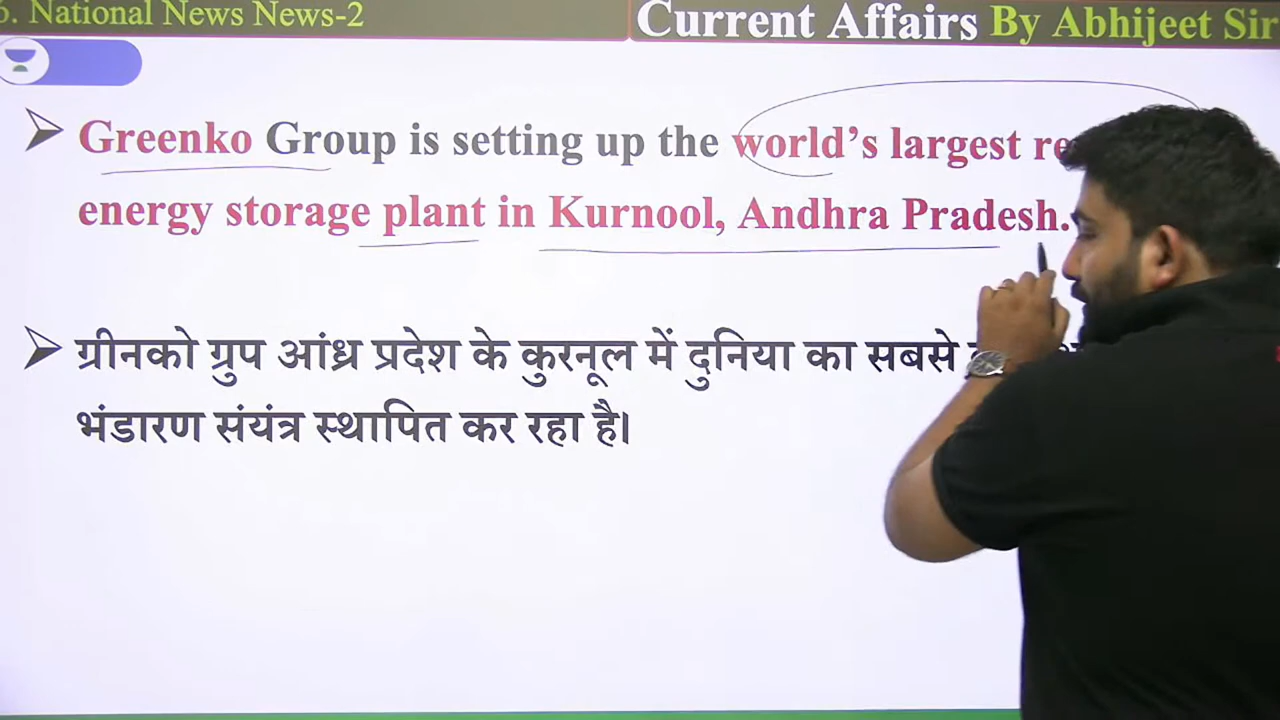 6. National News News-2
Current Affairs By Abhijeet Sir
Greenko Group is setting up the world’s largest
energy storage plant in Kurnool, Andhra Pradesh.
ग्रीनको ग्रुप आंध्र प्रदेश के कुरनूल में दुनिया का सबसे
भंडारण संयंत्र स्थापित कर रहा है।